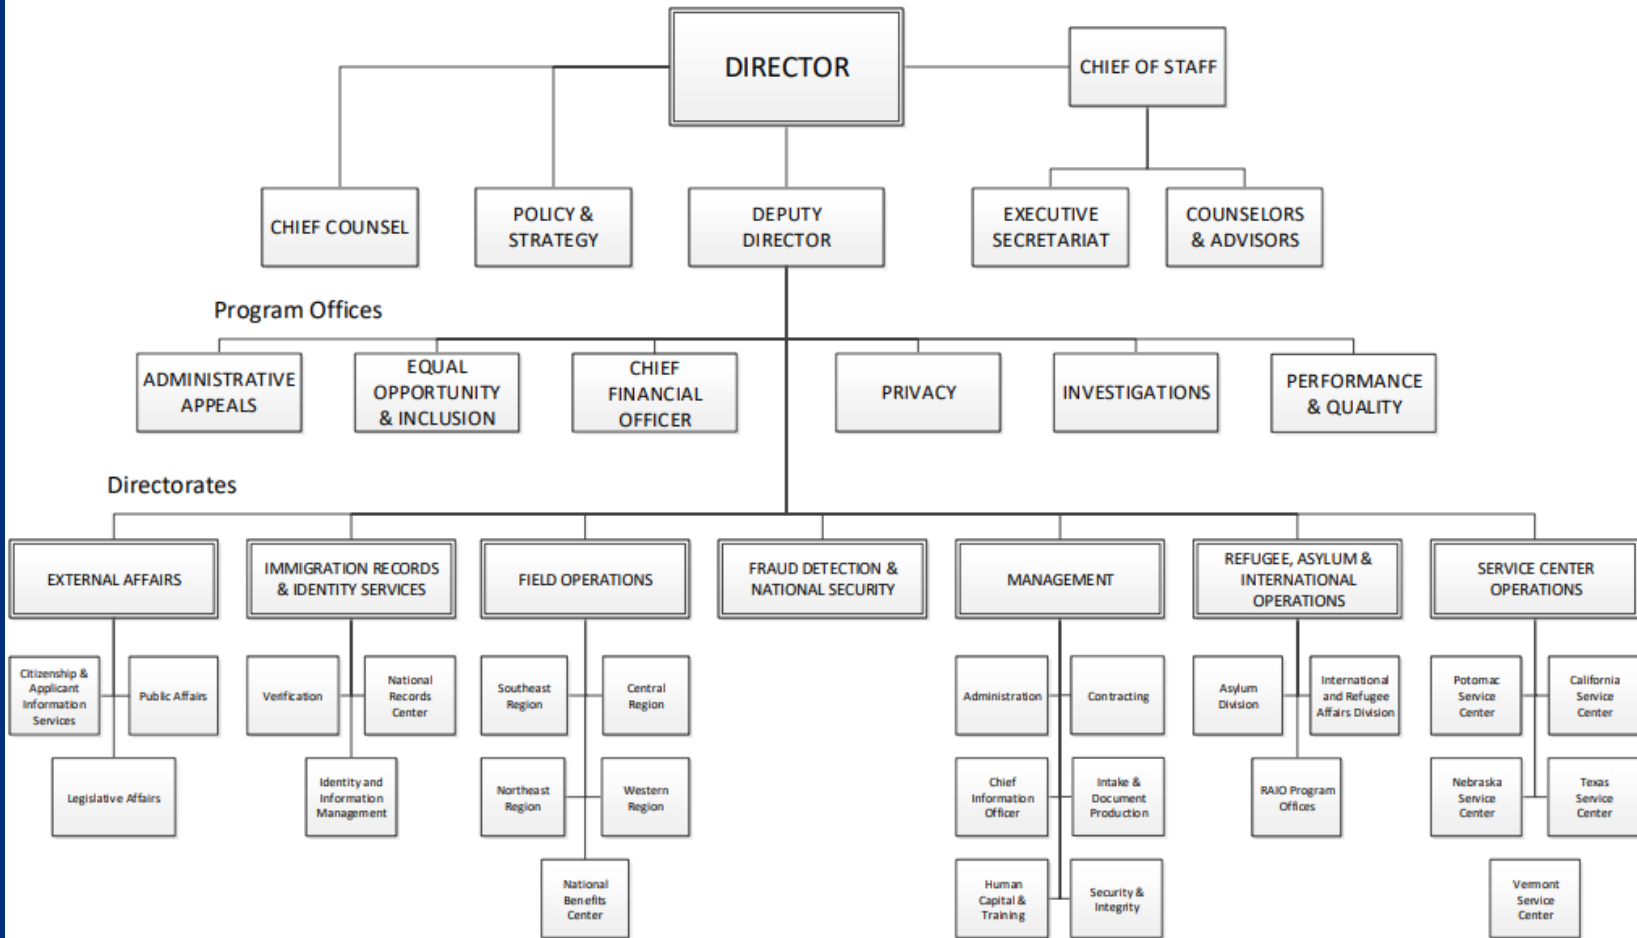 DIRECTOR
CHIEF OF STAFF
CHIEF COUNSEL
POLICY &
STRATEGY
DEPUTY
DIRECTOR
EXECUTIVE
SECRETARIAT
COUNSELORS
& ADVISORS
Program Offices
ADMINISTRATIVE
APPEALS
EQUAL
OPPORTUNITY
& INCLUSION
CHIEF
FINANCIAL
OFFICER
PRIVACY
INVESTIGATIONS
PERFORMANCE
& QUALITY
Directorates
EXTERNAL AFFAIRS
IMMIGRATION RECORDS
& IDENTITY SERVICES
FIELD OPERATIONS
FRAUD DETECTION &
NATIONAL SECURITY
MANAGEMENT
REFUGEE, ASYLUM &
INTERNATIONAL
OPERATIONS
SERVICE CENTER
OPERATIONS
Citizenship &
Applicant
Information
Services
Public Affairs
Verification
National
Records
Center
Southeast
Region
Central
Region
Administration
Contracting
Asylum
Division
International
and Refugee
Affairs Division
Potomac
Service
Center
California
Service
Center
Legislative Affairs
Identity and
Information
Management
Northeast
Region
Western
Region
Chief
Information
Officer
Intake &
Document
Production
RAIO Program
Offices
Nebraska
Service
Center
Texas
Service
Center
National
Benefits
Center
Human
Capital &
Training
Security &
Integrity
Vermont
Service
Center